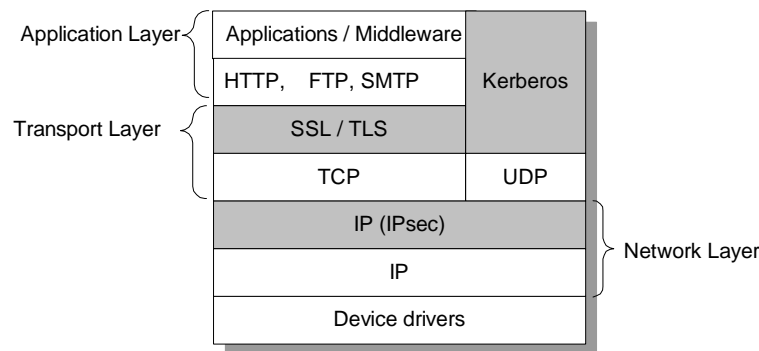 Application Layer
Applications / Middleware
HTTP, FTP, SMTP
Kerberos
Transport Layer
SSL / TLS
TCP
UDP
IP (IPsec)
Network Layer
IP
Device drivers